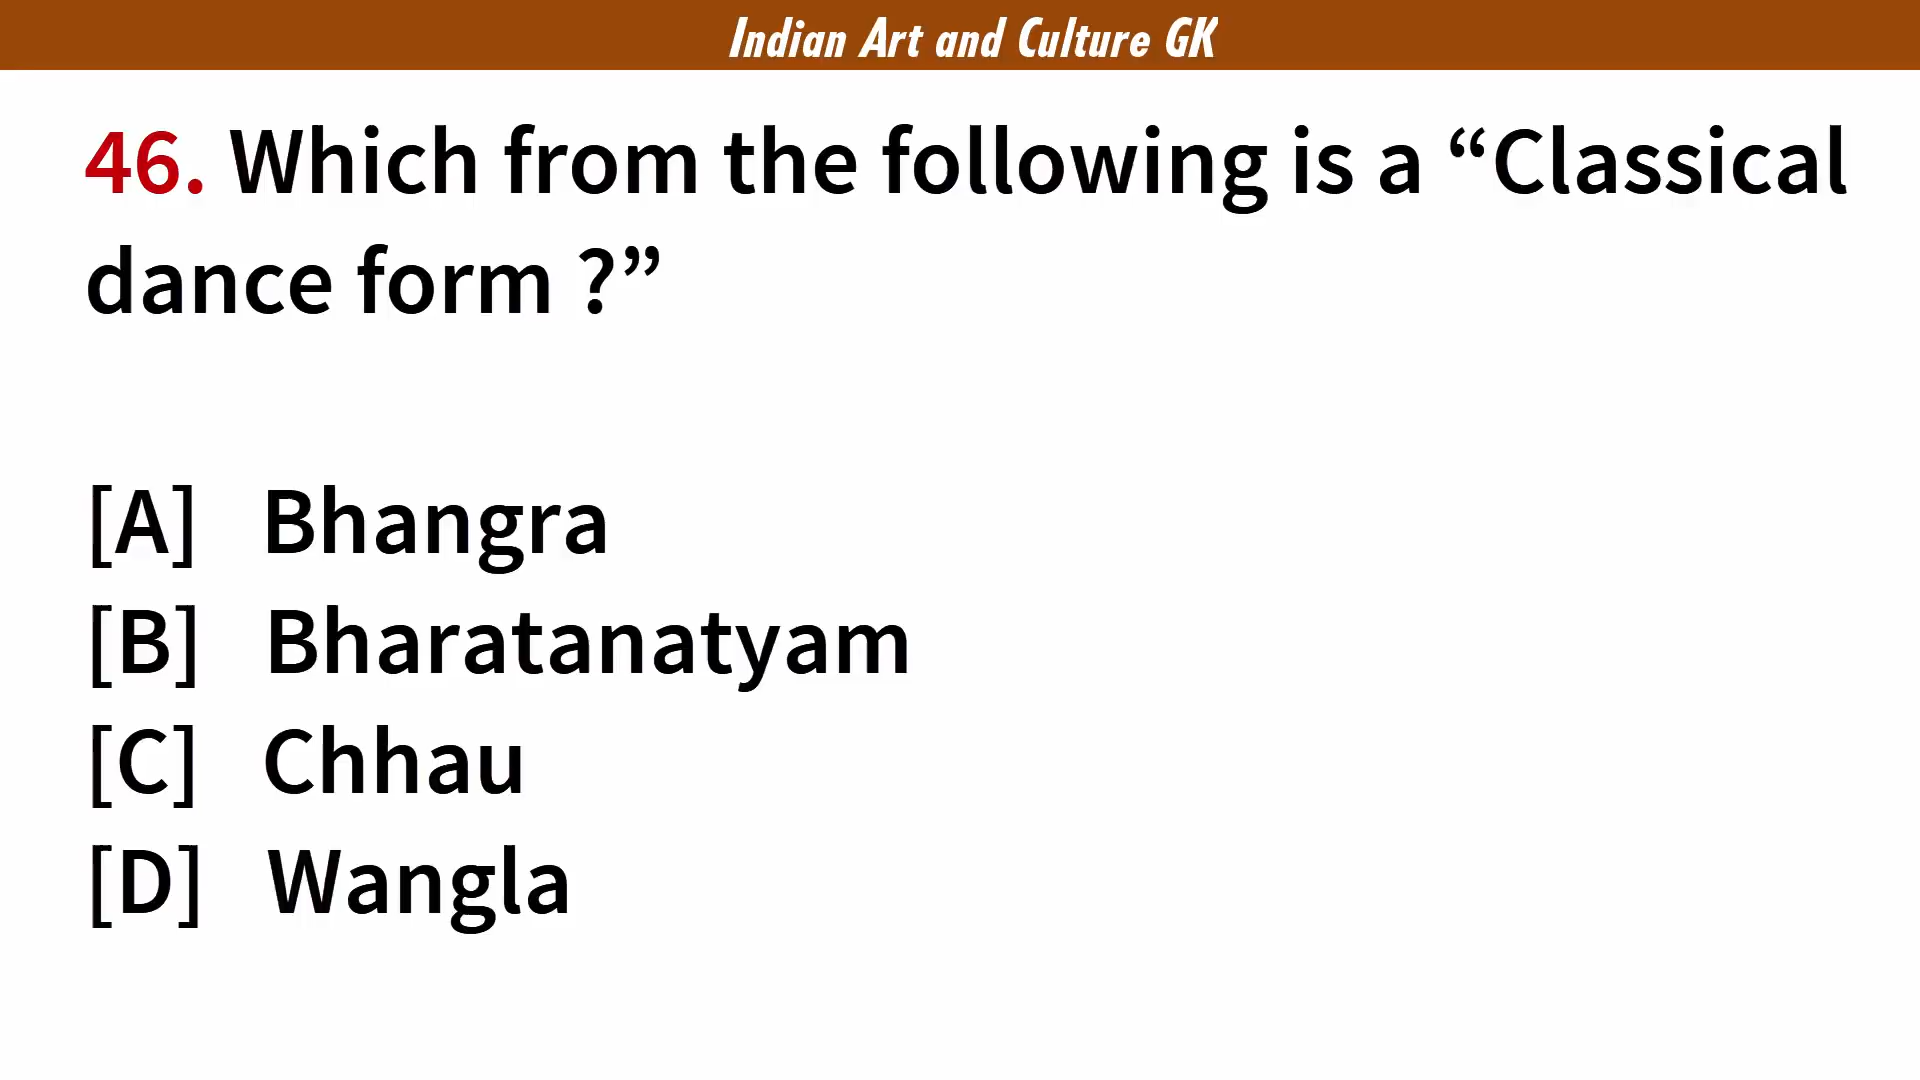 Indian Art and Culture GK
46. Which from the following is a “Classical
dance form ?”
[A] Bhangra
[B] Bharatanatyam
[C] Chhau
[D] Wangla